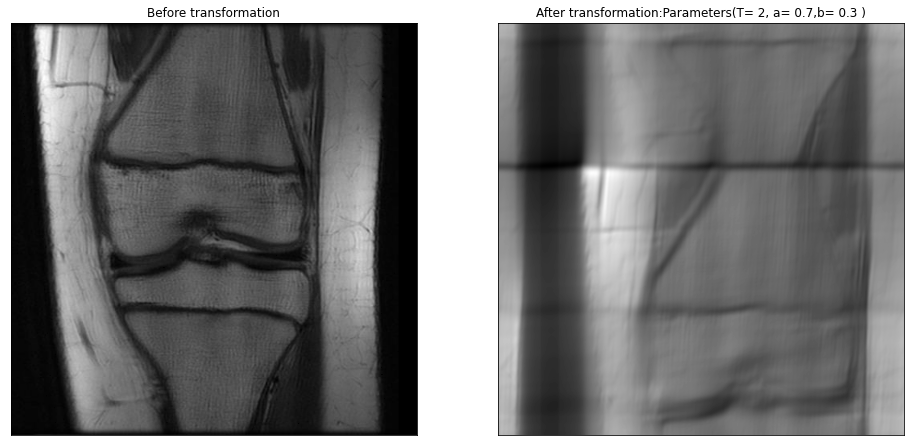 Before transformation
After transformation:Parameters(T= 2, a= 0.7,b= 0.3 )